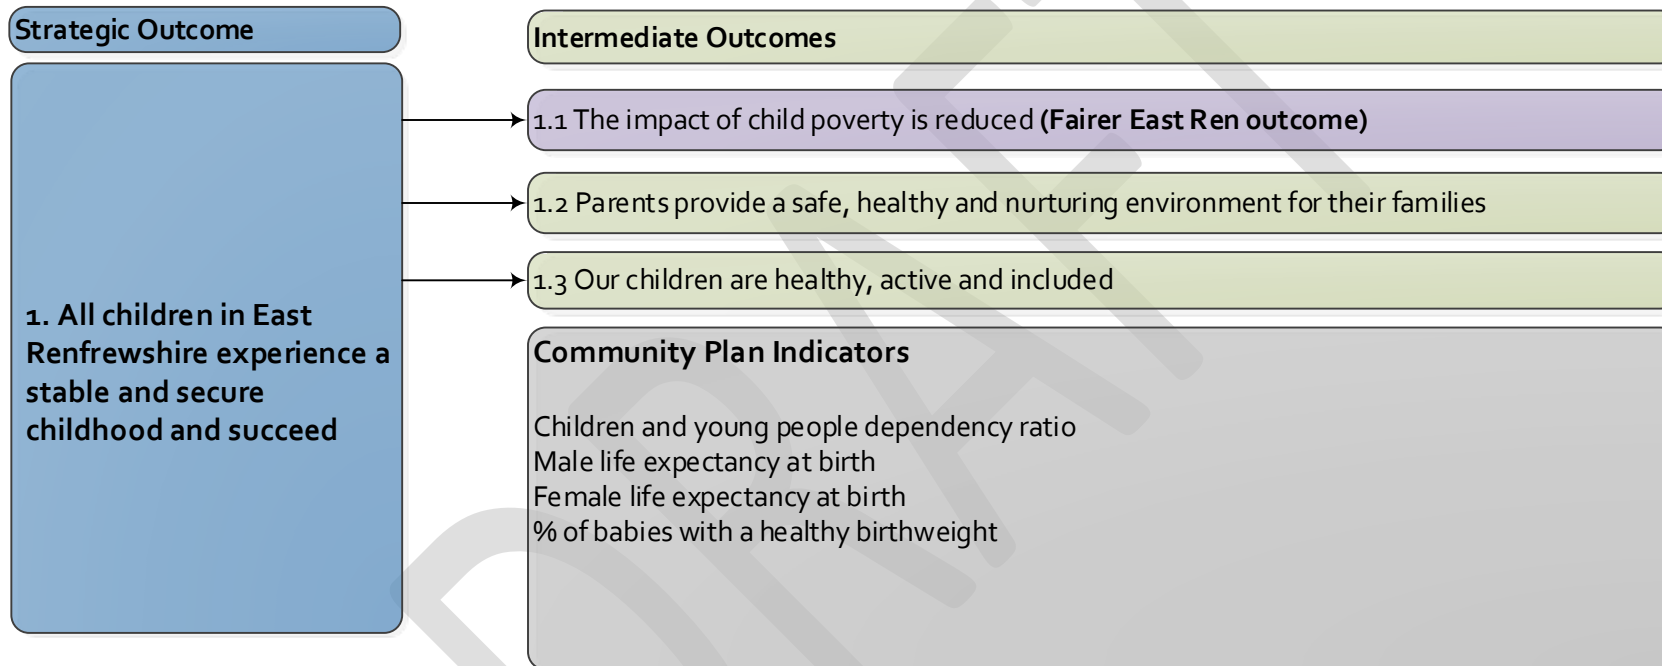 Strategic Outcome
1. All children in East
Renfrewshire experience a
stable and secure
childhood and succeed
Intermediate Outcomes
1.1 The impact of child poverty is reduced (Fairer East Ren outcome)
1.2 Parents provide a safe, healthy and nurturing environment for their families
1.3 Our children are healthy, active and included
Community Plan Indicators
Children and young people dependency ratio
Male life expectancy at birth
Female life expectancy at birth
% of babies with a healthy birthweight
DRAFT